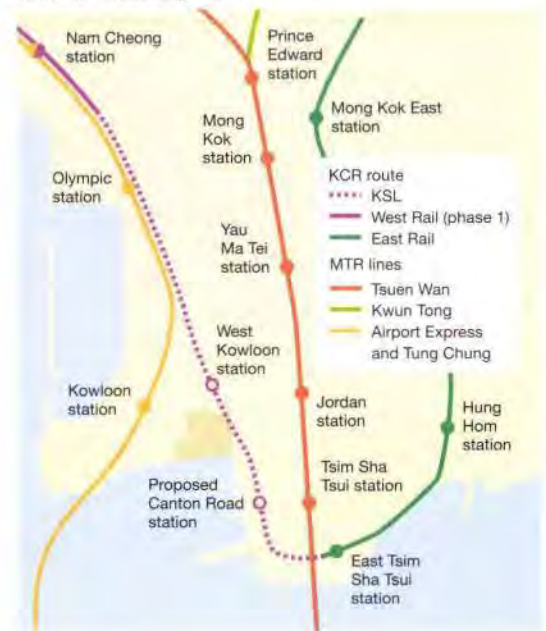 Nam Cheong
station
Prince
Edward
station
Mong
Kok
station
Mong Kok East
station
Olympic
station
KCR route
KSL
West Rail (phase 1)
East Rail
MTR lines
Tsuen Wan
Kwun Tong
Airport Express
and Tung Chung
Yau
Ma Tei
station
West
Kowloon
station
Kowloon
station
Jordan
station
Hung
Hom
station
Tsim Sha
Tsui station
Proposed
Canton Road
station
East Tsim
Sha Tsui
station